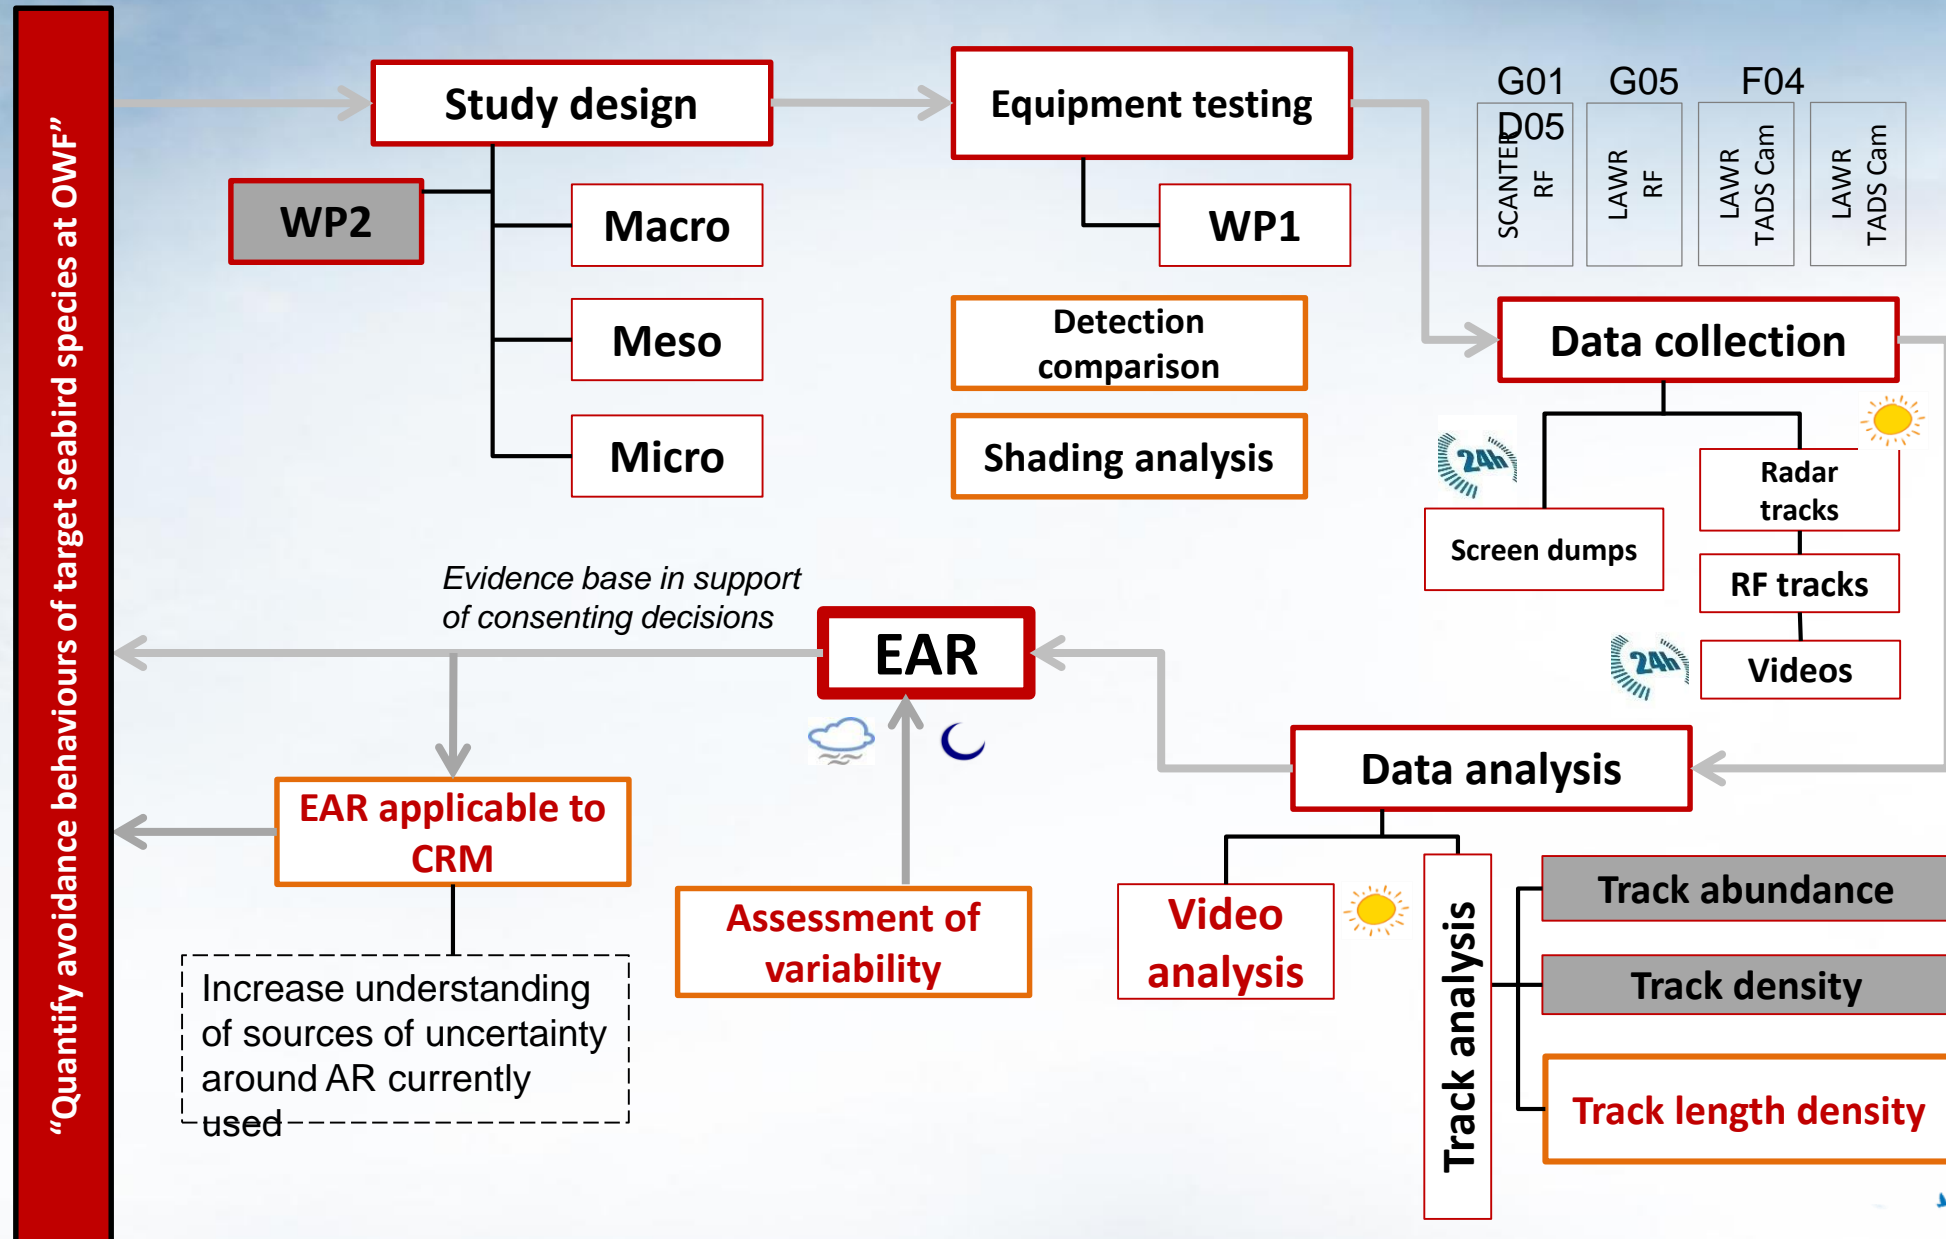 "Quantify avoidance behaviours of target seabird species at OWF"
Study design
WP2
Macro
Meso
Micro
Equipment testing
WP1
Detection
comparison
Shading analysis
G01 G05 F04
D05
SCANTER
RF
LAWR
RF
LAWR
TADS Cam
LAWR
TADS Cam
Data collection
24h
Screen dumps
Radar
tracks
RF tracks
24h
Videos
Evidence base in support
of consenting decisions
EAR
Data analysis
EAR applicable to
CRM
Increase understanding
of sources of uncertainty
around AR currently
used
Assessment of
variability
Video
analysis
Track analysis
Track abundance
Track density
Track length density